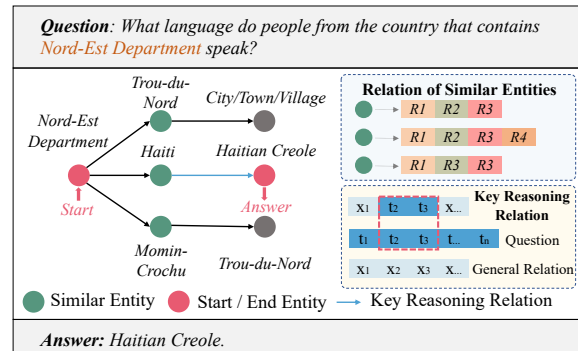 Question: What language do people from the country that contains
Nord-Est Department speak?
Trou-du-
Nord
City/Town/Village
Nord-Est
Department
Haiti
Haitian Creole
Start
Answer
Momin-
Crochu
Trou-du-Nord
Relation of Similar Entities
R1 R2 R3
R1 R2 R3 R4
R1 R3 R3
x1 t2 t3 x...
Key Reasoning
Relation
t1 t2 t3 t... tn
Question
x1 x2 x3 x...
General Relation
Similar Entity
Start / End Entity
Key Reasoning Relation
Answer: Haitian Creole.